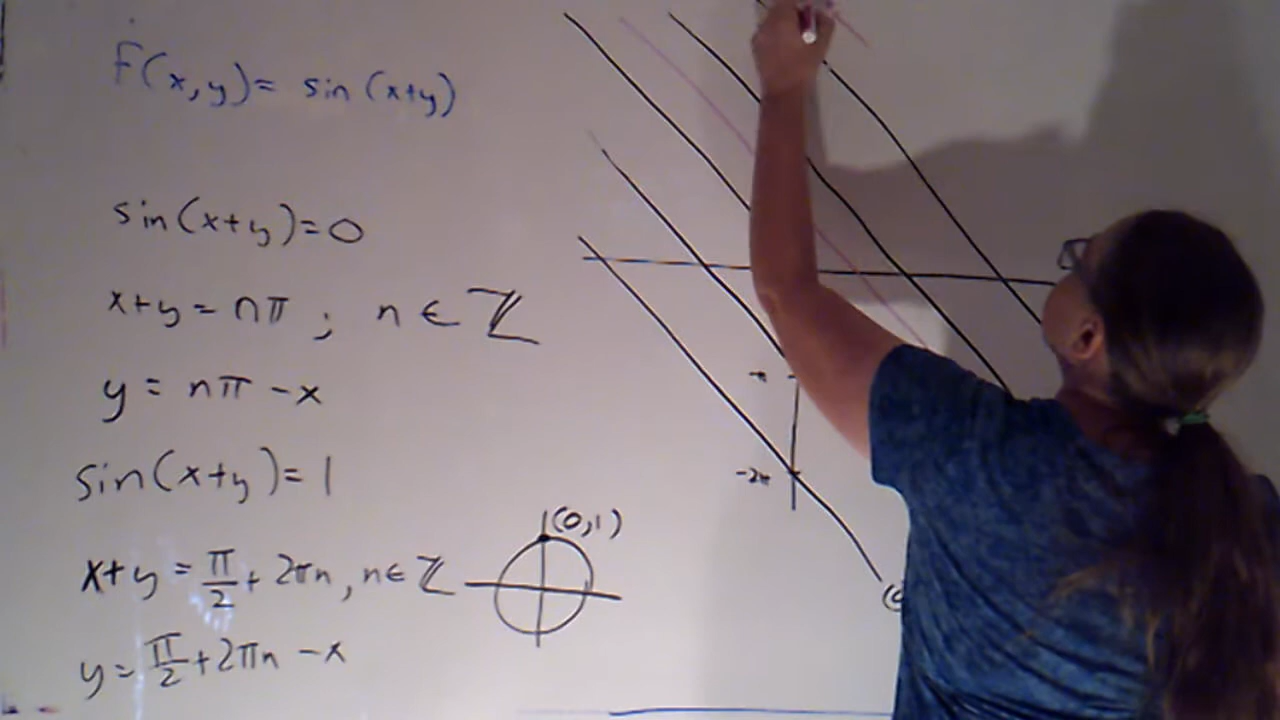 f(x,y)= sin (x+y)
sin(x+y)=0
x+y = nπ ; n ∈ ℤ
y = nπ - x
sin(x+y)= 1
x+y = π/2 + 2πn, n ∈ ℤ
(0,1)
y = π/2 + 2πn - x
-π
-2π